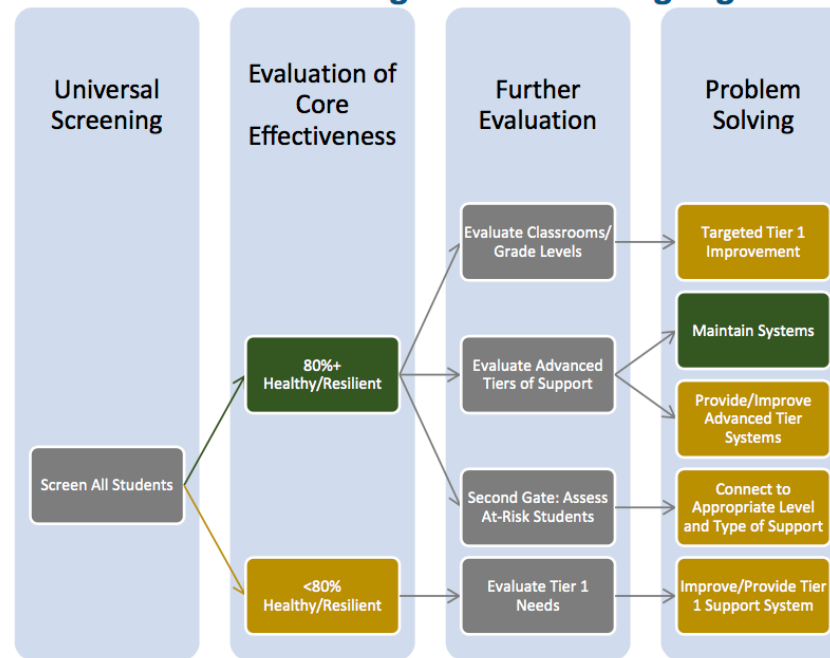 Universal
Screening
Evaluation of
Core
Effectiveness
Further
Evaluation
Problem
Solving
Screen All Students
80%+
Healthy/Resilient
<80%
Healthy/Resilient
Evaluate Classrooms/
Grade Levels
Evaluate Advanced
Tiers of Support
Second Gate: Assess
At-Risk Students
Evaluate Tier 1
Needs
Targeted Tier 1
Improvement
Maintain Systems
Provide/Improve
Advanced Tier
Systems
Connect to
Appropriate Level
and Type of Support
Improve/Provide Tier
1 Support System